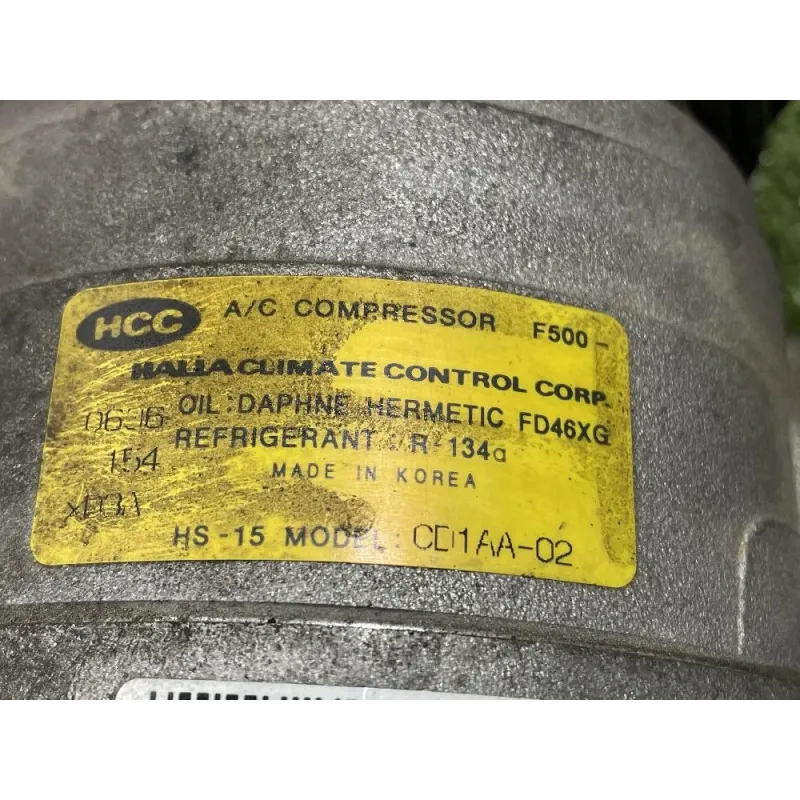 HCC A/C COMPRESSOR F500-
HALLA CLIMATE CONTROL CORP.
OIL : DAPHNE HERMETIC FD46XG
REFRIGERANT : R-134a
154
MADE IN KOREA
HS-15 MODEL : CD1AA-02